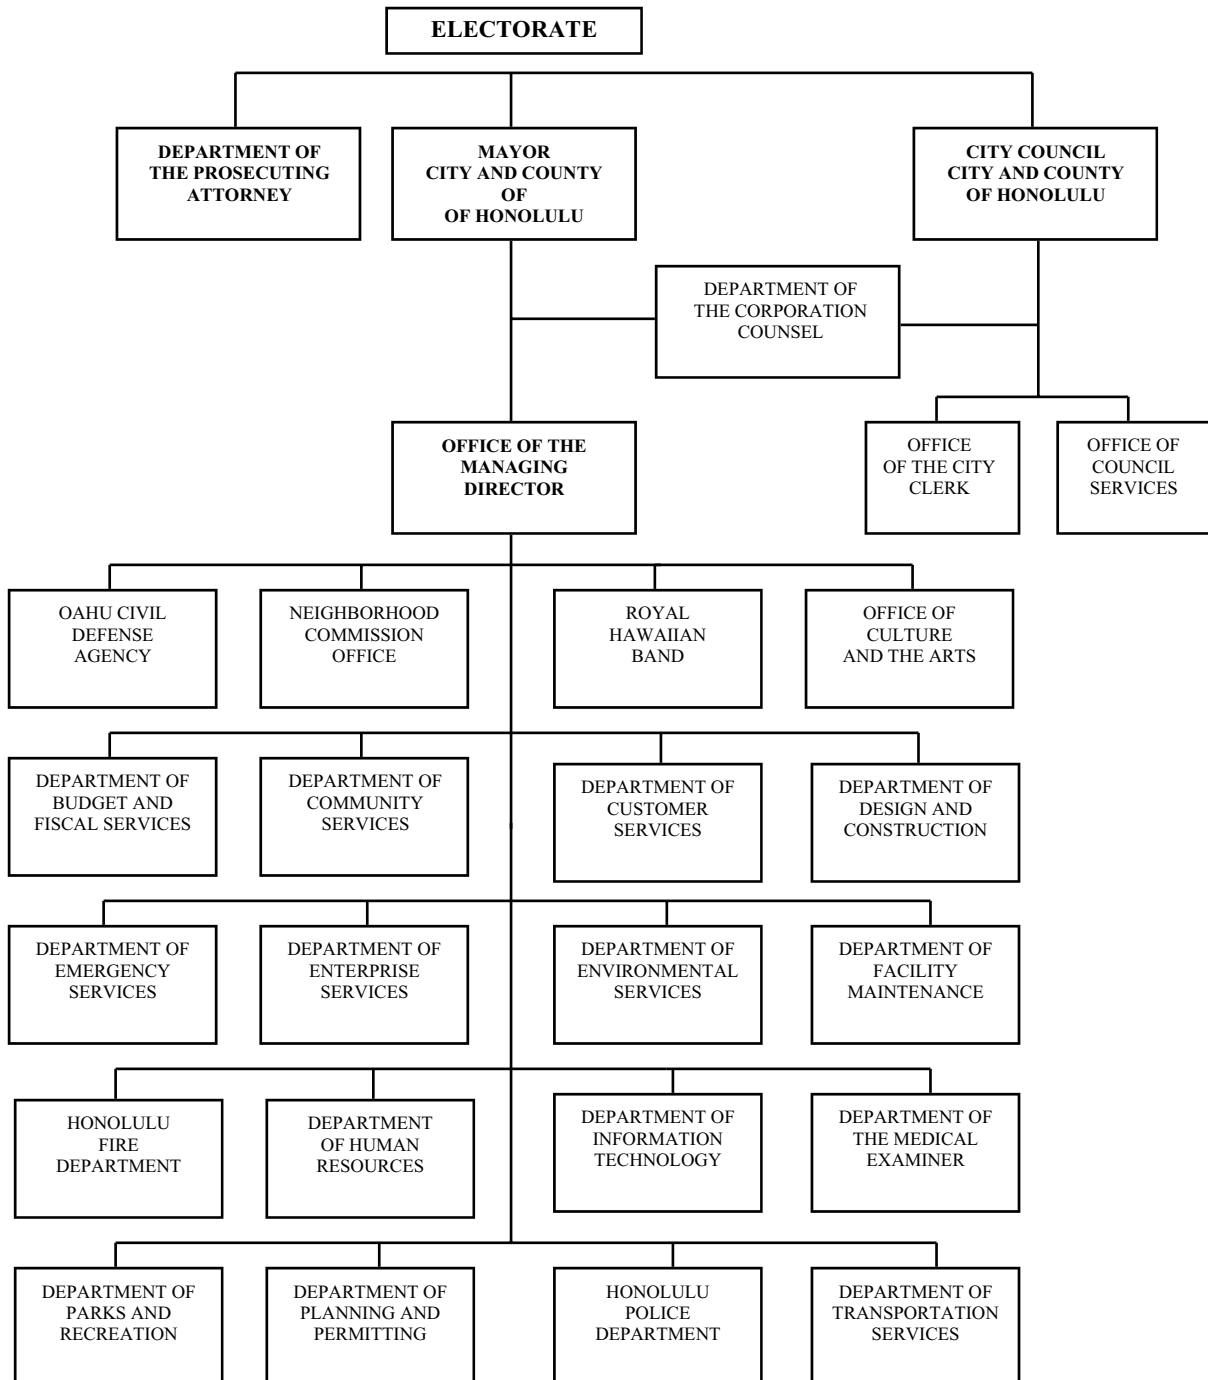 ELECTORATE
DEPARTMENT OF
THE PROSECUTING
ATTORNEY
MAYOR
CITY AND COUNTY
OF
OF HONOLULU
CITY COUNCIL
CITY AND COUNTY
OF HONOLULU
DEPARTMENT OF
THE CORPORATION
COUNSEL
OFFICE OF THE
MANAGING
DIRECTOR
OFFICE
OF THE CITY
CLERK
OFFICE OF
COUNCIL
SERVICES
OAHU CIVIL
DEFENSE
AGENCY
NEIGHBORHOOD
COMMISSION
OFFICE
ROYAL
HAWAIIAN
BAND
OFFICE OF
CULTURE
AND THE ARTS
DEPARTMENT OF
BUDGET AND
FISCAL SERVICES
DEPARTMENT OF
COMMUNITY
SERVICES
DEPARTMENT OF
CUSTOMER
SERVICES
DEPARTMENT OF
DESIGN AND
CONSTRUCTION
DEPARTMENT OF
EMERGENCY
SERVICES
DEPARTMENT OF
ENTERPRISE
SERVICES
DEPARTMENT OF
ENVIRONMENTAL
SERVICES
DEPARTMENT OF
FACILITY
MAINTENANCE
HONOLULU
FIRE
DEPARTMENT
DEPARTMENT
OF HUMAN
RESOURCES
DEPARTMENT OF
INFORMATION
TECHNOLOGY
DEPARTMENT OF
THE MEDICAL
EXAMINER
DEPARTMENT OF
PARKS AND
RECREATION
DEPARTMENT OF
PLANNING AND
PERMITTING
HONOLULU
POLICE
DEPARTMENT
DEPARTMENT OF
TRANSPORTATION
SERVICES